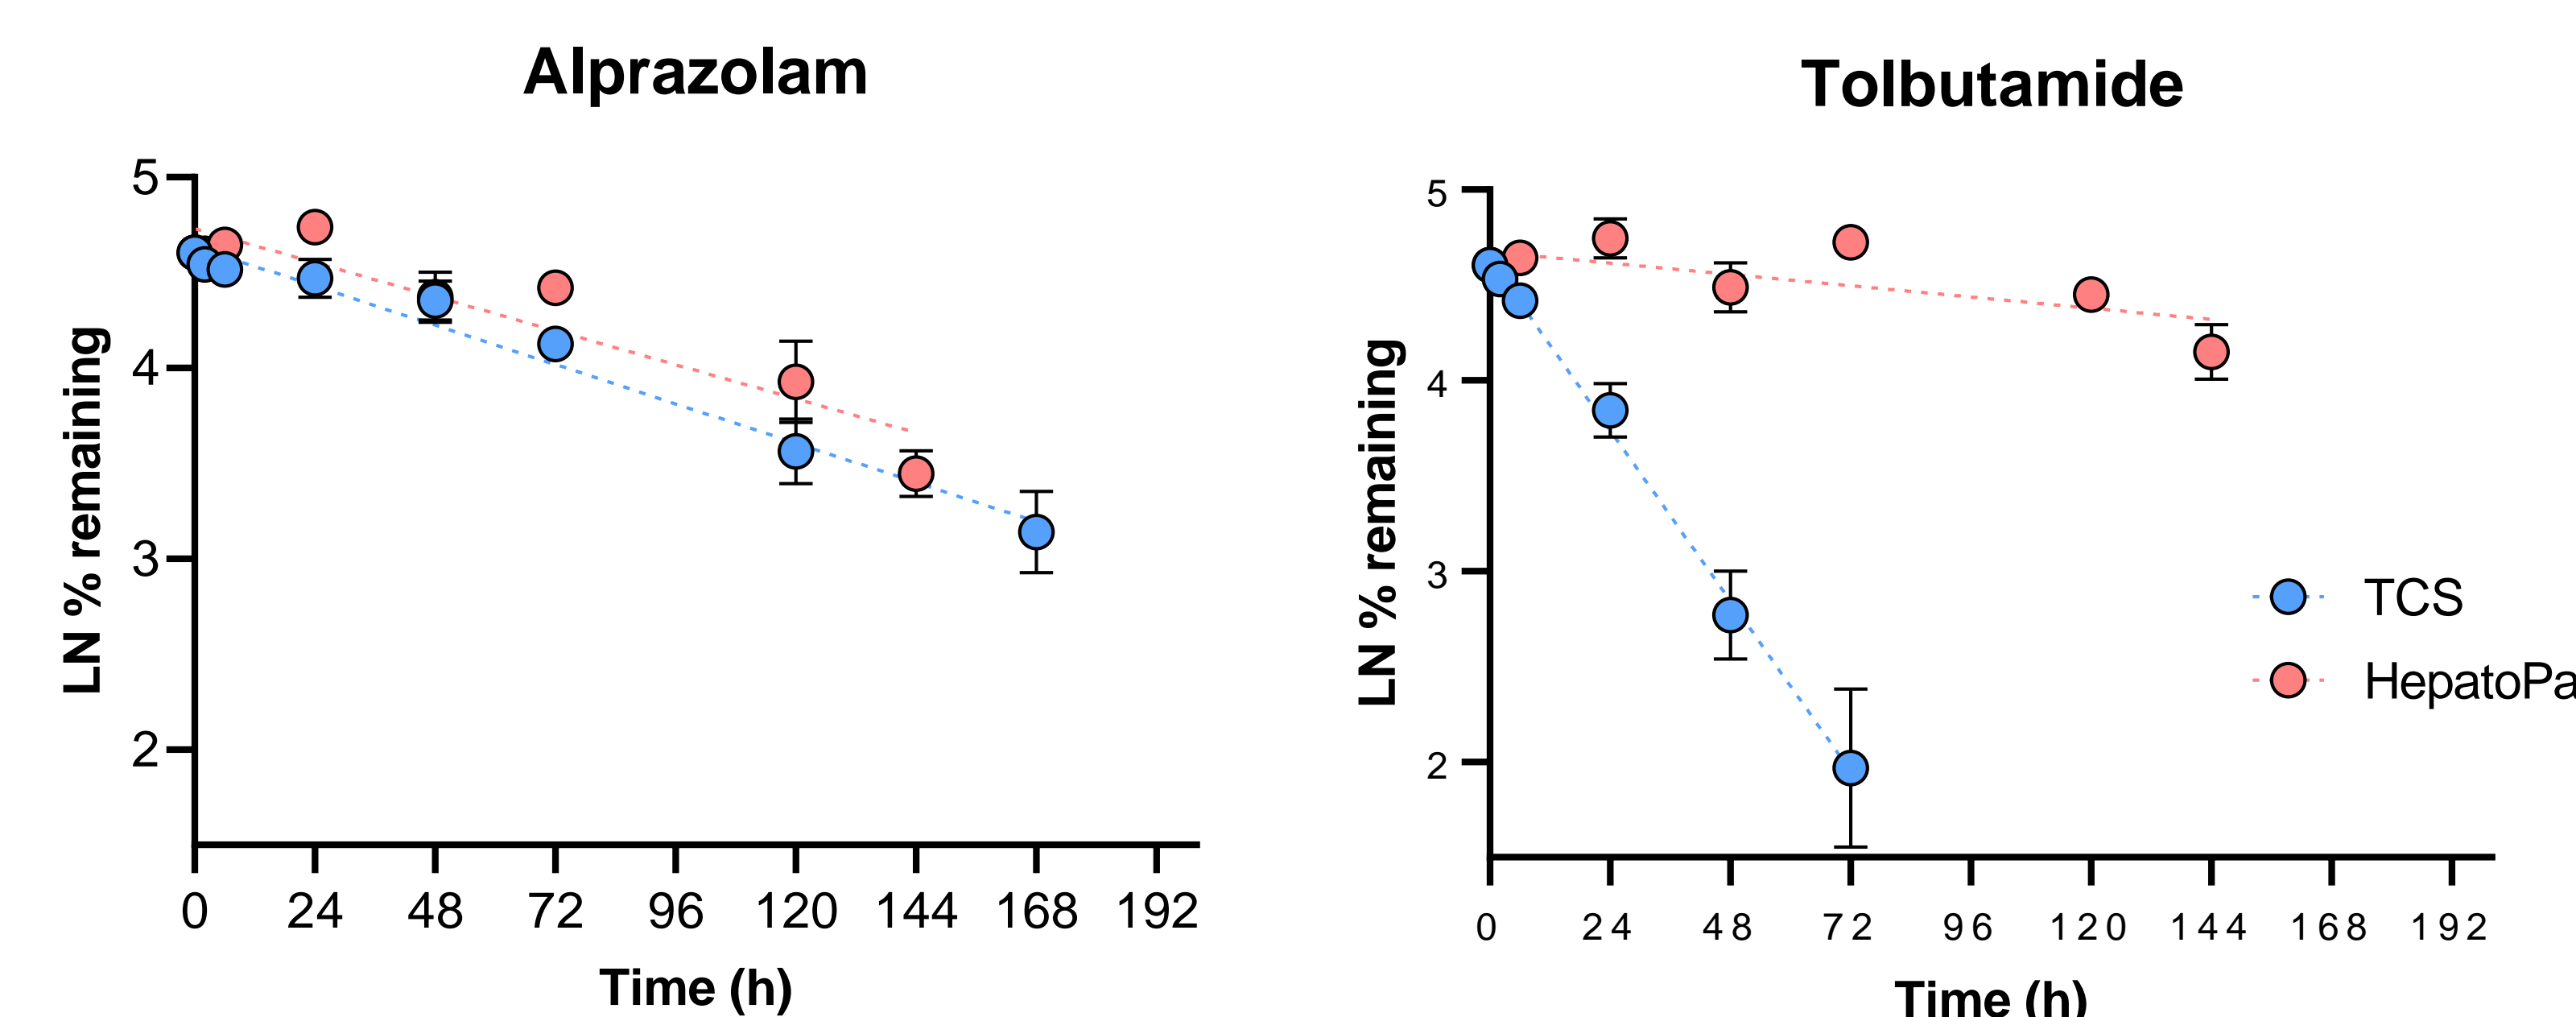 Alprazolam
LN % remaining
5
4
3
2
0 24 48 72 96 120 144 168 192
Time (h)
Tolbutamide
LN % remaining
5
4
3
2
0 24 48 72 96 120 144 168 192
Time (h)
TCS
HepatoPa